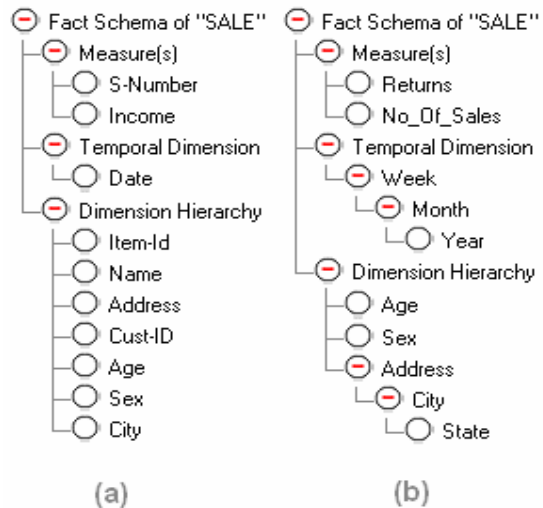 Fact Schema of "SALE"
Measure(s)
S-Number
Income
Temporal Dimension
Date
Dimension Hierarchy
Item-Id
Name
Address
Cust-ID
Age
Sex
City
(a)
Fact Schema of "SALE"
Measure(s)
Returns
No_Of_Sales
Temporal Dimension
Week
Month
Year
Dimension Hierarchy
Age
Sex
Address
City
State
(b)